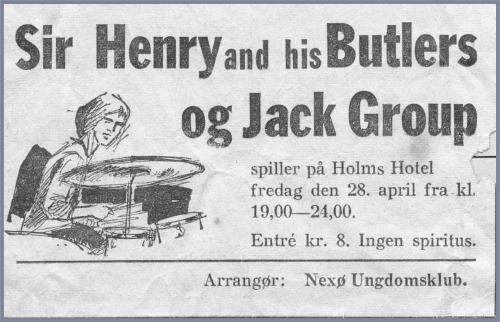 Sir Henry and his Butlers
og Jack Group
spiller på Holms Hotel
fredag den 28. april fra kl.
19,00—24,00.
Entré kr. 8. Ingen spiritus.
Arrangør: Nexø Ungdomsklub.